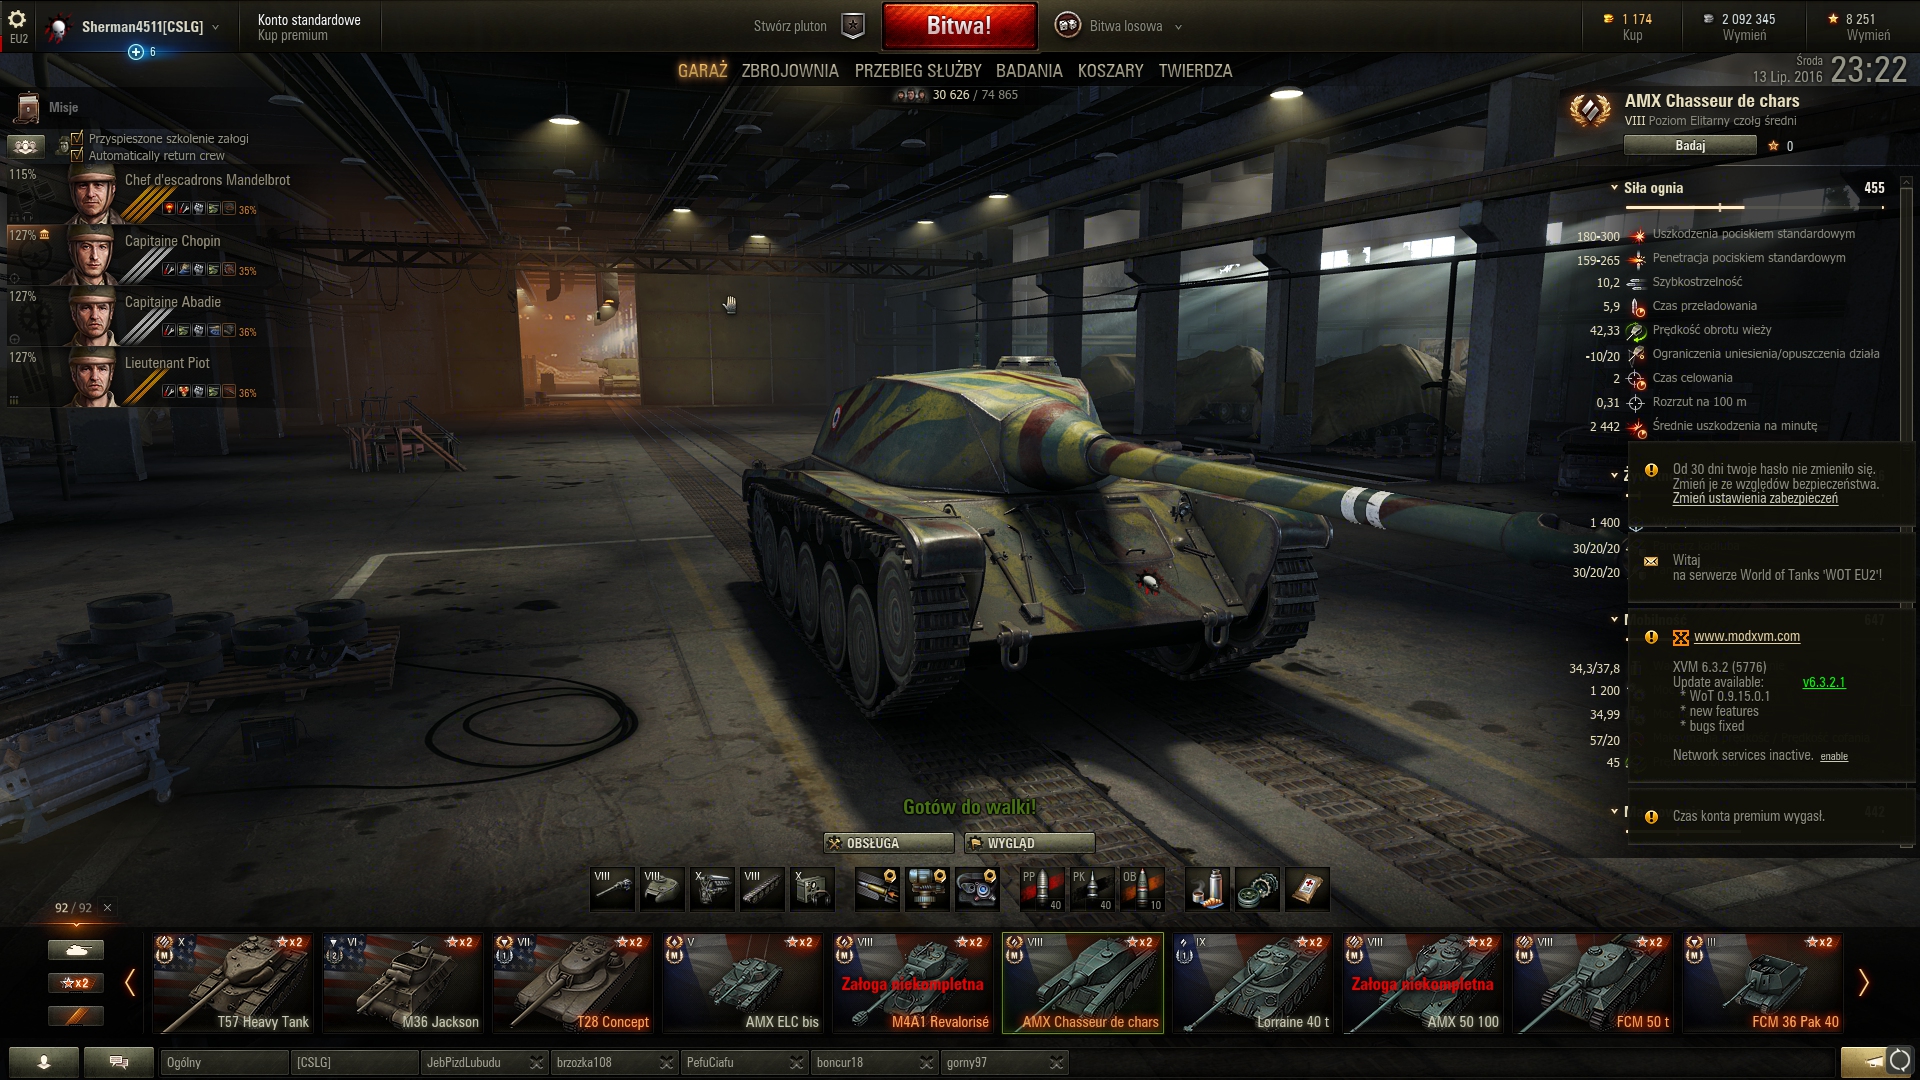 EU2
Sherman4511[CSLG]
6
Konto standardowe
Kup premium
Stwórz pluton
Bitwa!
Bitwa losowa
1 174
Kup
2 092 345
Wymień
8 251
Wymień
GARAŻ ZBROJOWNIA PRZEBIEG SŁUŻBY BADANIA KOSZARY TWIERDZA
30 626 / 74 865
Środa
13 Lip. 2016
23:22
Misje
Przyspieszone szkolenie załogi
Automatically return crew
115%
Chef d'escadrons Mandelbrot
36%
127%
Capitaine Chopin
35%
127%
Capitaine Abadie
36%
127%
Lieutenant Piot
36%
AMX Chasseur de chars
VIII Poziom Elitarny czołg średni
Badaj
0
Siła ognia 455
180-300 Uszkodzenia pociskiem standardowym
159-265 Penetracja pociskiem standardowym
10,2 Szybkostrzelność
5,9 Czas przeładowania
42,33 Prędkość obrotu wieży
-10/20 Ograniczenia uniesienia/opuszczenia działa
2 Czas celowania
0,31 Rozrzut na 100 m
2 442 Średnie uszkodzenia na minutę
Od 30 dni twoje hasło nie zmieniło się.
Zmień je ze względów bezpieczeństwa.
Zmień ustawienia zabezpieczeń
1 400
30/20/20
30/20/20
Witaj
na serwerze World of Tanks 'WOT EU2'!
647
www.modxvm.com
XVM 6.3.2 (5776)
Update available: v6.3.2.1
* WoT 0.9.15.0.1
* new features
* bugs fixed
Network services inactive. enable
34,3/37,8
1 200
34,99
57/20
45
Czas konta premium wygasł.
442
Gotów do walki!
OBSŁUGA
WYGLĄD
VIII
VIII
X
VIII
X
PP
40
PK
40
OB
10
92 / 92
x2
X
x2
T57 Heavy Tank
VI
x2
M36 Jackson
VII
x2
T28 Concept
V
x2
AMX ELC bis
VIII
x2
Załoga niekompletna
M4A1 Revalorisé
VIII
x2
AMX Chasseur de chars
IX
x2
Lorraine 40 t
VIII
x2
Załoga niekompletna
AMX 50 100
VIII
x2
FCM 50 t
III
x2
FCM 36 Pak 40
Ogólny
[CSLG]
JebPizdLubudu
brzozka108
PefuCiafu
boncur18
gorny97